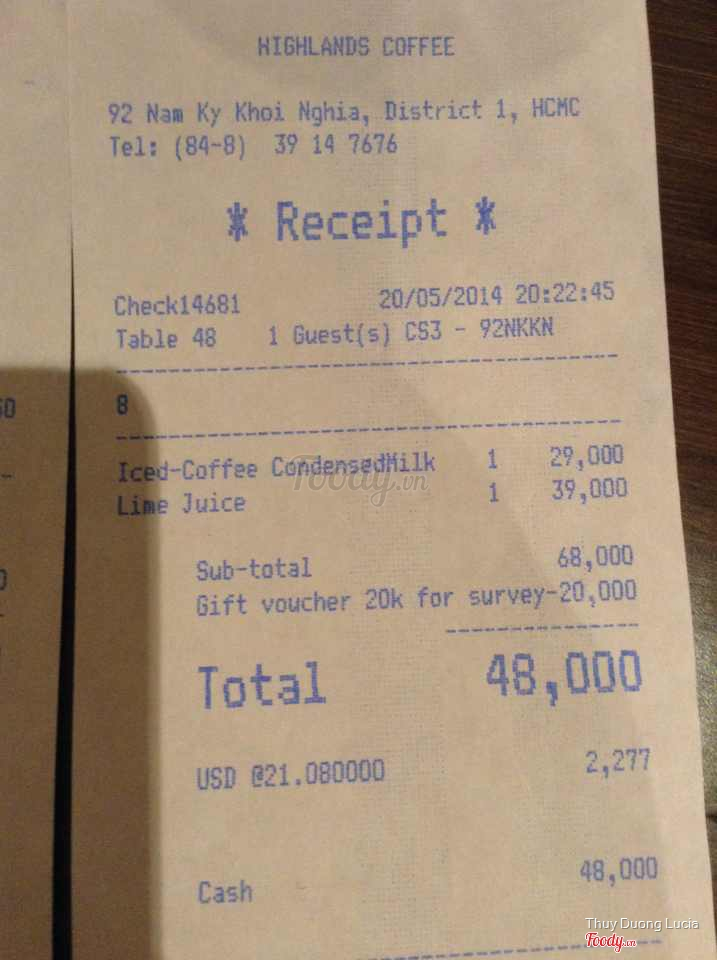 HIGHLANDS COFFEE
92 Nam Ky Khoi Nghia, District 1, HCMC
Tel: (84-8) 39 14 7676
* Receipt *
Check14681 20/05/2014 20:22:45
Table 48 1 Guest(s) CS3 - 92NKKN
8
Iced-Coffee CondensedMilk 1 29,000
Lime Juice 1 39,000
Foody.vn
Sub-total 68,000
Gift voucher 20k for survey-20,000
Total 48,000
USD @21.080000 2,277
Cash 48,000
Thuy Duong Lucia
Foody.vn